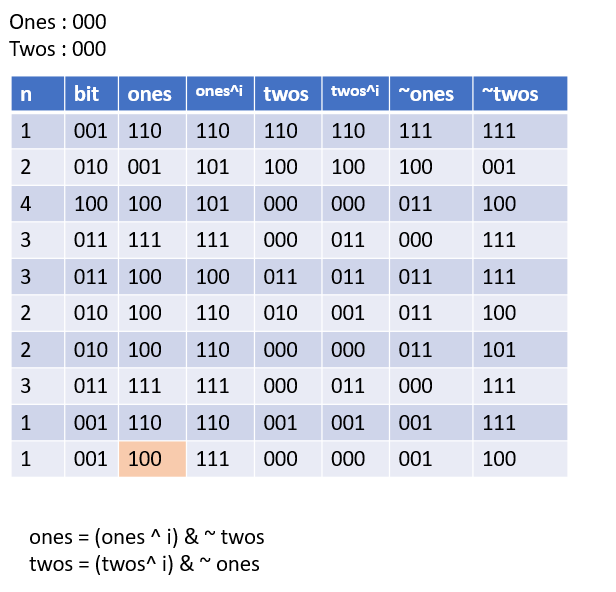 Ones : 000
Twos : 000
n bit ones ones^i twos twos^i ~ones ~twos
1 001 110 110 110 110 111 111
2 010 001 101 100 100 100 001
4 100 100 101 000 000 011 100
3 011 111 111 000 011 000 111
3 011 100 100 011 011 011 111
2 010 100 110 010 001 011 100
2 010 100 110 000 000 011 101
3 011 111 111 000 011 000 111
1 001 110 110 001 001 001 111
1 001 100 111 000 000 001 100
ones = (ones ^ i) & ~ twos
twos = (twos^ i) & ~ ones